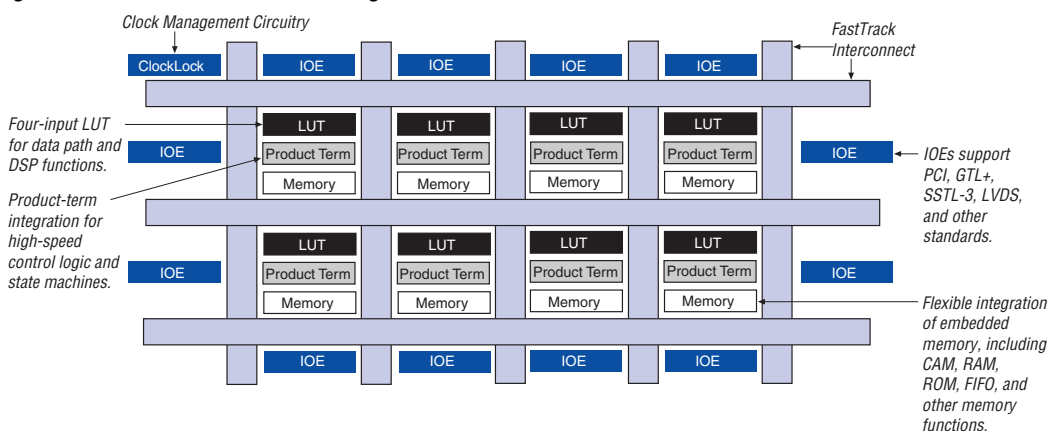 Clock Management Circuitry
FastTrack
Interconnect
ClockLock
IOE
IOE
IOE
IOE
Four-input LUT
for data path and
DSP functions.
LUT
LUT
LUT
LUT
IOE
Product Term
Product Term
Product Term
Product Term
IOE
IOEs support
PCI, GTL+,
SSTL-3, LVDS,
and other
standards.
Memory
Memory
Memory
Memory
Product-term
integration for
high-speed
control logic and
state machines.
LUT
LUT
LUT
LUT
IOE
Product Term
Product Term
Product Term
Product Term
IOE
Memory
Memory
Memory
Memory
Flexible integration
of embedded
memory, including
CAM, RAM,
ROM, FIFO, and
other memory
functions.
IOE
IOE
IOE
IOE